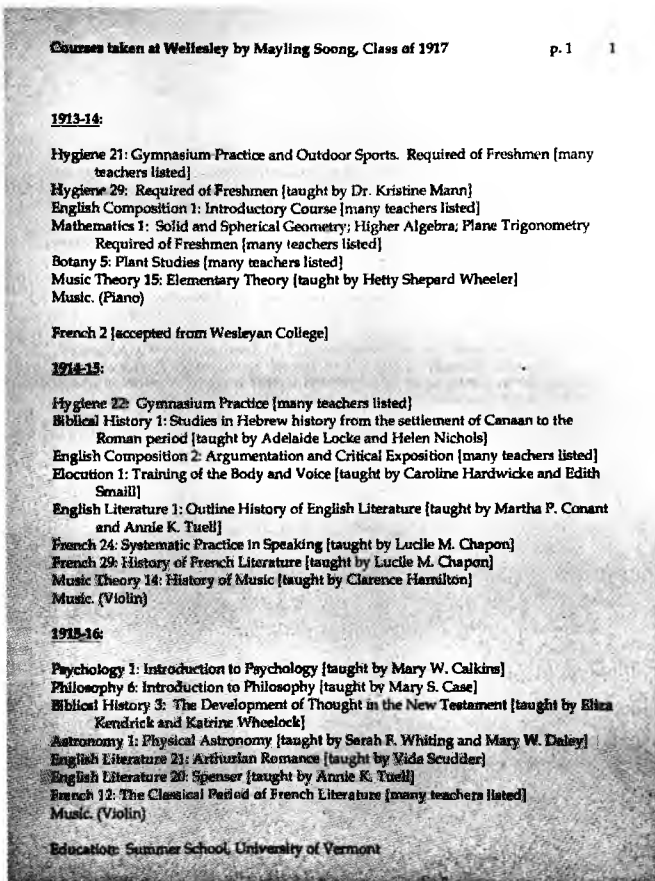 Courses taken at Wellesley by Mayling Soong, Class of 1917 p. 1 1
1913-14:
Hygiene 21: Gymnasium Practice and Outdoor Sports. Required of Freshmen [many
teachers listed]
Hygiene 29: Required of Freshmen [taught by Dr. Kristine Mann]
English Composition 1: Introductory Course [many teachers listed]
Mathematics 1: Solid and Spherical Geometry; Higher Algebra; Plane Trigonometry
Required of Freshmen [many teachers listed]
Botany 5: Plant Studies [many teachers listed]
Music Theory 15: Elementary Theory [taught by Hetty Shepard Wheeler]
Music. (Piano)
French 2 [accepted from Wesleyan College]
1914-15:
Hygiene 22: Gymnasium Practice [many teachers listed]
Biblical History 1: Studies in Hebrew history from the settlement of Canaan to the
Roman period [taught by Adelaide Locke and Helen Nichols]
English Composition 2: Argumentation and Critical Exposition [many teachers listed]
Elocution 1: Training of the Body and Voice [taught by Caroline Hardwicke and Edith
Smaill]
English Literature 1: Outline History of English Literature [taught by Martha P. Conant
and Annie K. Tuell]
French 24: Systematic Practice in Speaking [taught by Lucile M. Chapon]
French 29: History of French Literature [taught by Lucile M. Chapon]
Music Theory 14: History of Music [taught by Clarence Hamilton]
Music. (Violin)
1915-16:
Psychology 1: Introduction to Psychology [taught by Mary W. Calkins]
Philosophy 6: Introduction to Philosophy [taught by Mary S. Case]
Biblical History 3: The Development of Thought in the New Testament [taught by Eliza
Kendrick and Katrine Wheelock]
Astronomy 1: Physical Astronomy [taught by Sarah F. Whiting and Mary W. Daley]
English Literature 21: Arthurian Romance [taught by Vida Scudder]
English Literature 20: Spenser [taught by Annie K. Tuell]
French 12: The Classical Period of French Literature [many teachers listed]
Music. (Violin)
Education: Summer School, University of Vermont